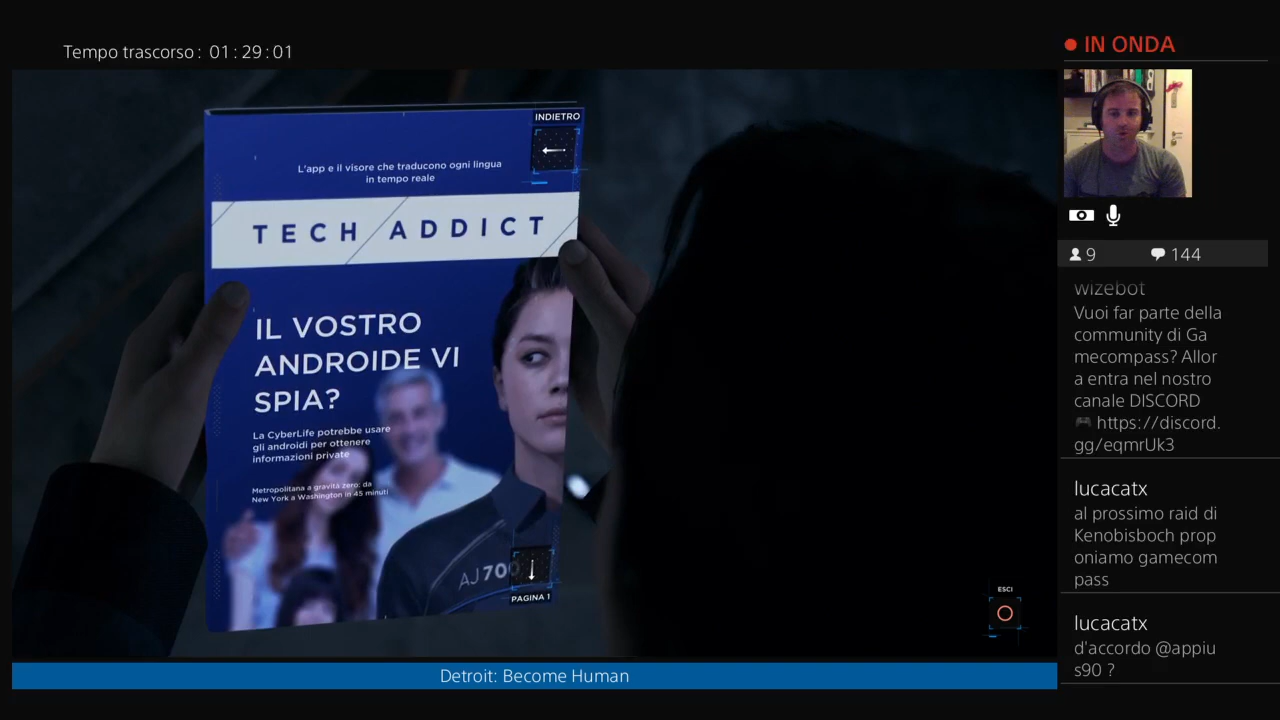 Tempo trascorso : 01 : 29 : 01
IN ONDA
INDIETRO
L'app e il visore che traducono ogni lingua
in tempo reale
TECH ADDICT
IL VOSTRO
ANDROIDE VI
SPIA?
La CyberLife potrebbe usare
gli androidi per ottenere
informazioni private
Metropolitana a gravità zero: da
New York a Washington in 45 minuti
AJ700
PAGINA 1
ESCI
Detroit: Become Human
9
144
wizebot
Vuoi far parte della
community di Ga
mecompass? Allor
a entra nel nostro
canale DISCORD
🎮 https://discord.
gg/eqmrUk3
lucacatx
al prossimo raid di
Kenobisboch prop
oniamo gamecom
pass
lucacatx
d'accordo @appiu
s90 ?